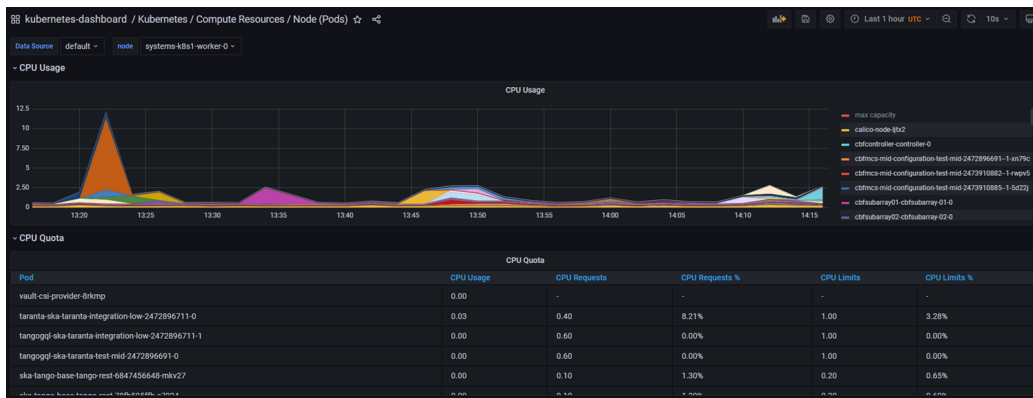 kubernetes-dashboard / Kubernetes / Compute Resources / Node (Pods)
Last 1 hour UTC
10s
Data Source default node systems-k8s1-worker-0
CPU Usage
CPU Usage
12.5
10
7.50
5
2.50
0
13:20 13:25 13:30 13:35 13:40 13:45 13:50 13:55 14:00 14:05 14:10 14:15
max capacity
calico-node-ljtx2
cbfcontroller-controller-0
cbfmcs-mid-configuration-test-mid-2472896691--1-xn79c
cbfmcs-mid-configuration-test-mid-2473910882--1-rwpv5
cbfmcs-mid-configuration-test-mid-2473910885--1-5d22j
cbfsubarray01-cbfsubarray-01-0
cbfsubarray02-cbfsubarray-02-0
CPU Quota
CPU Quota
Pod CPU Usage CPU Requests CPU Requests % CPU Limits CPU Limits %
vault-csi-provider-8rkmp 0.00 - - - -
taranta-ska-taranta-integration-low-2472896711-0 0.03 0.40 8.21% 1.00 3.28%
tangogql-ska-taranta-integration-low-2472896711-1 0.00 0.60 0.00% 1.00 0.00%
tangogql-ska-taranta-test-mid-2472896691-0 0.00 0.60 0.00% 1.00 0.00%
ska-tango-base-tango-rest-6847456648-mkv27 0.00 0.10 1.30% 0.20 0.65%